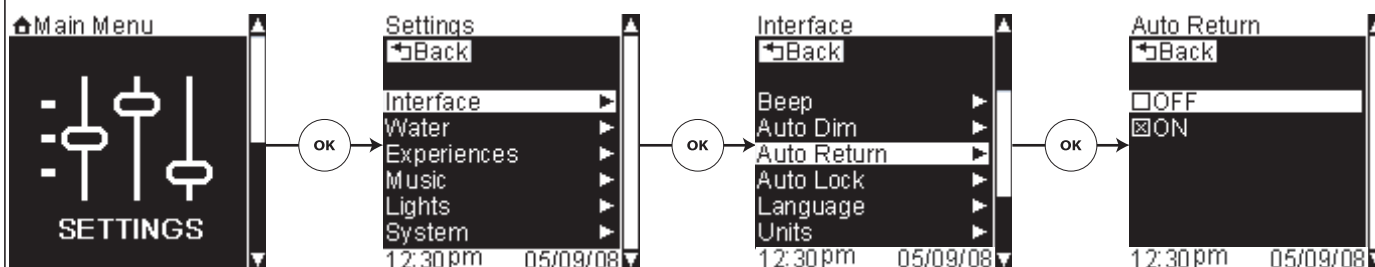 Main Menu
SETTINGS
OK
Settings
Back
Interface
Water
Experiences
Music
Lights
System
12:30pm 05/09/08
OK
Interface
Back
Beep
Auto Dim
Auto Return
Auto Lock
Language
Units
12:30pm 05/09/08
OK
Auto Return
Back
OFF
ON
12:30pm 05/09/08